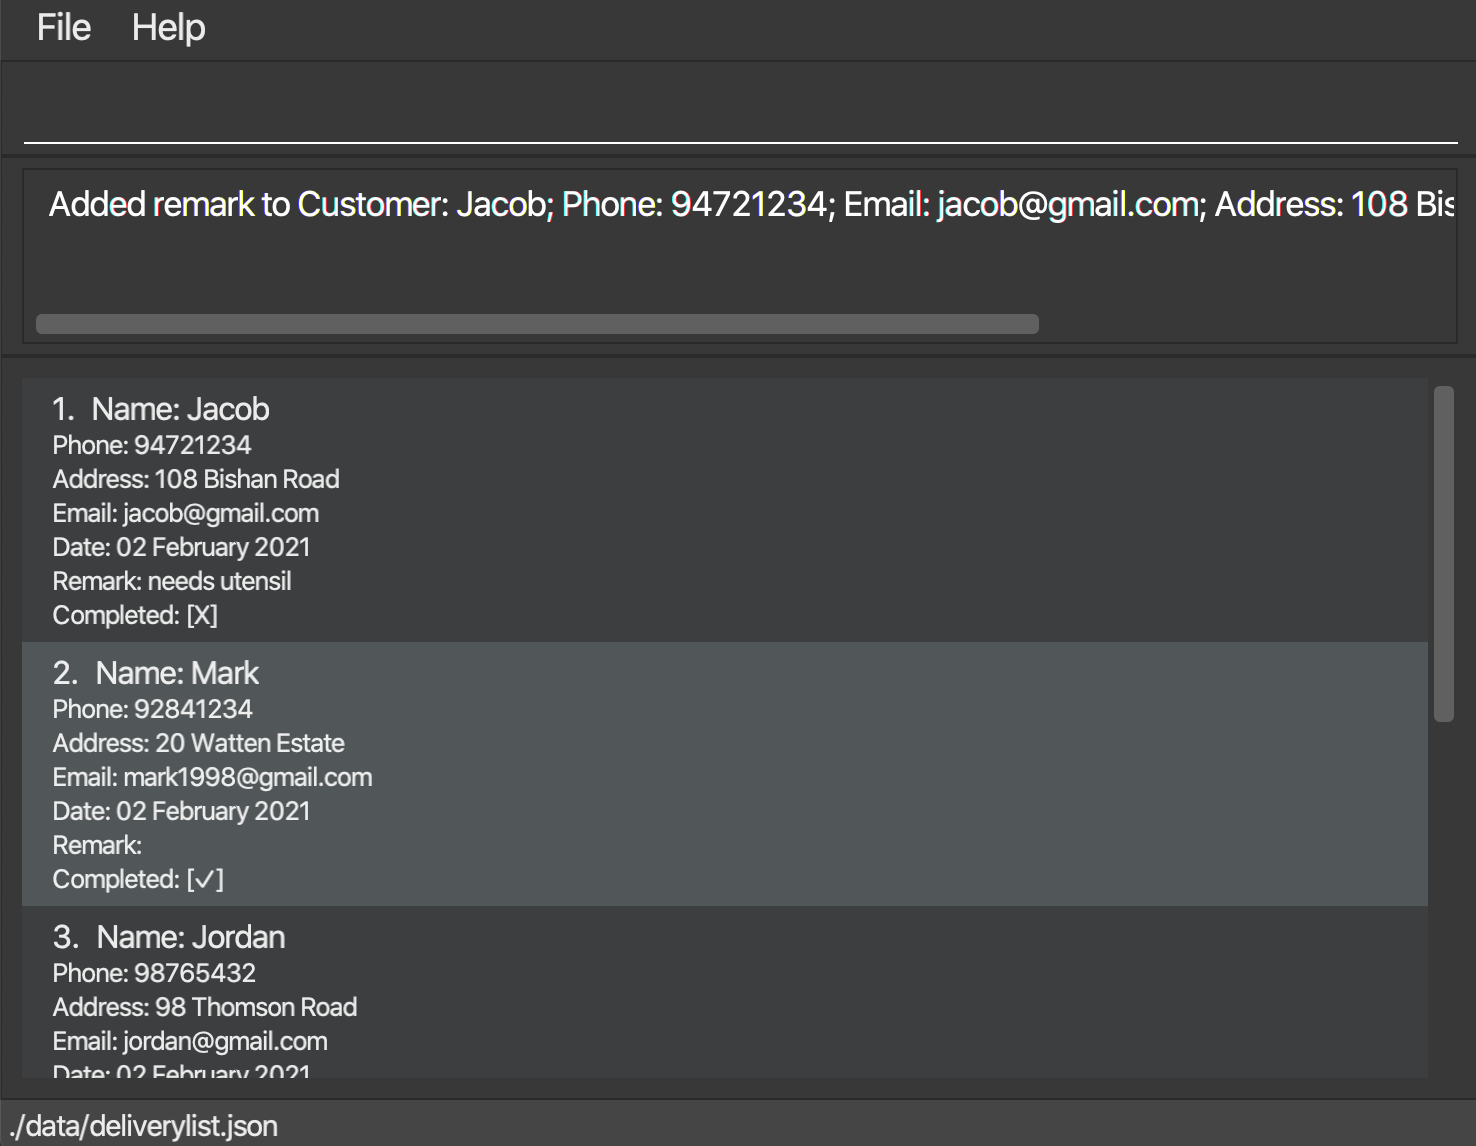 File Help
Added remark to Customer: Jacob; Phone: 94721234; Email: jacob@gmail.com; Address: 108 Bis
1. Name: Jacob
Phone: 94721234
Address: 108 Bishan Road
Email: jacob@gmail.com
Date: 02 February 2021
Remark: needs utensil
Completed: [X]
2. Name: Mark
Phone: 92841234
Address: 20 Watten Estate
Email: mark1998@gmail.com
Date: 02 February 2021
Remark:
Completed: [✓]
3. Name: Jordan
Phone: 98765432
Address: 98 Thomson Road
Email: jordan@gmail.com
Date: 02 February 2021
./data/deliverylist.json